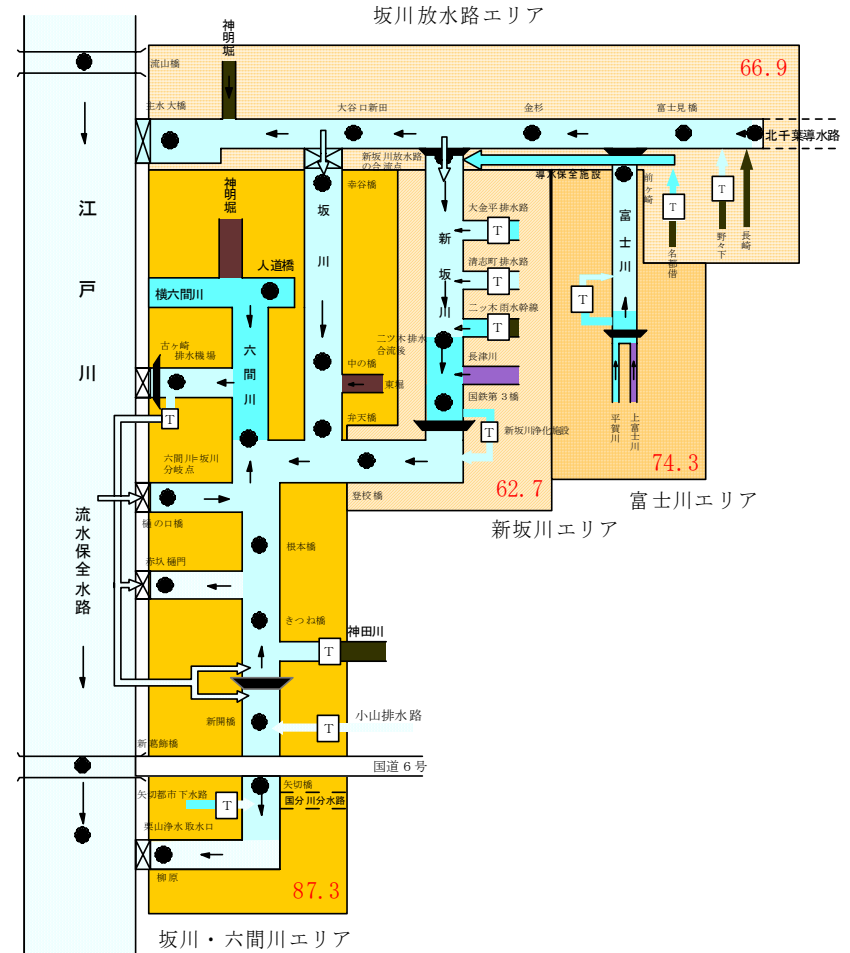 坂川放水路エリア
神明堀
流山橋
66.9
主水大橋
大谷口新田
金杉
富士見橋
北千葉導水路
新坂川放水路
の合流点
導水保全施設
幸谷橋
前ヶ崎
神明堀
坂川
大金平排水路
T
新坂川
富士川
T
T
名都借
野々下
長崎
江戸川
清志町排水路
T
人道橋
横六間川
二ッ木雨水幹線
T
T
古ヶ崎
排水機場
六間川
二ツ木排水
合流後
中の橋
東堀
長津川
国鉄第3橋
T
弁天橋
T
新坂川浄化施設
平賀川
上富士川
六間川=坂川
分岐点
登校橋
62.7
74.3
富士川エリア
新坂川エリア
樋の口橋
流水保全水路
根本橋
赤圦樋門
きつね橋
神田川
T
新開橋
小山排水路
T
新葛飾橋
国道6号
矢切橋
矢切都市下水路
T
国分川分水路
栗山浄水取水口
柳原
87.3
坂川・六間川エリア